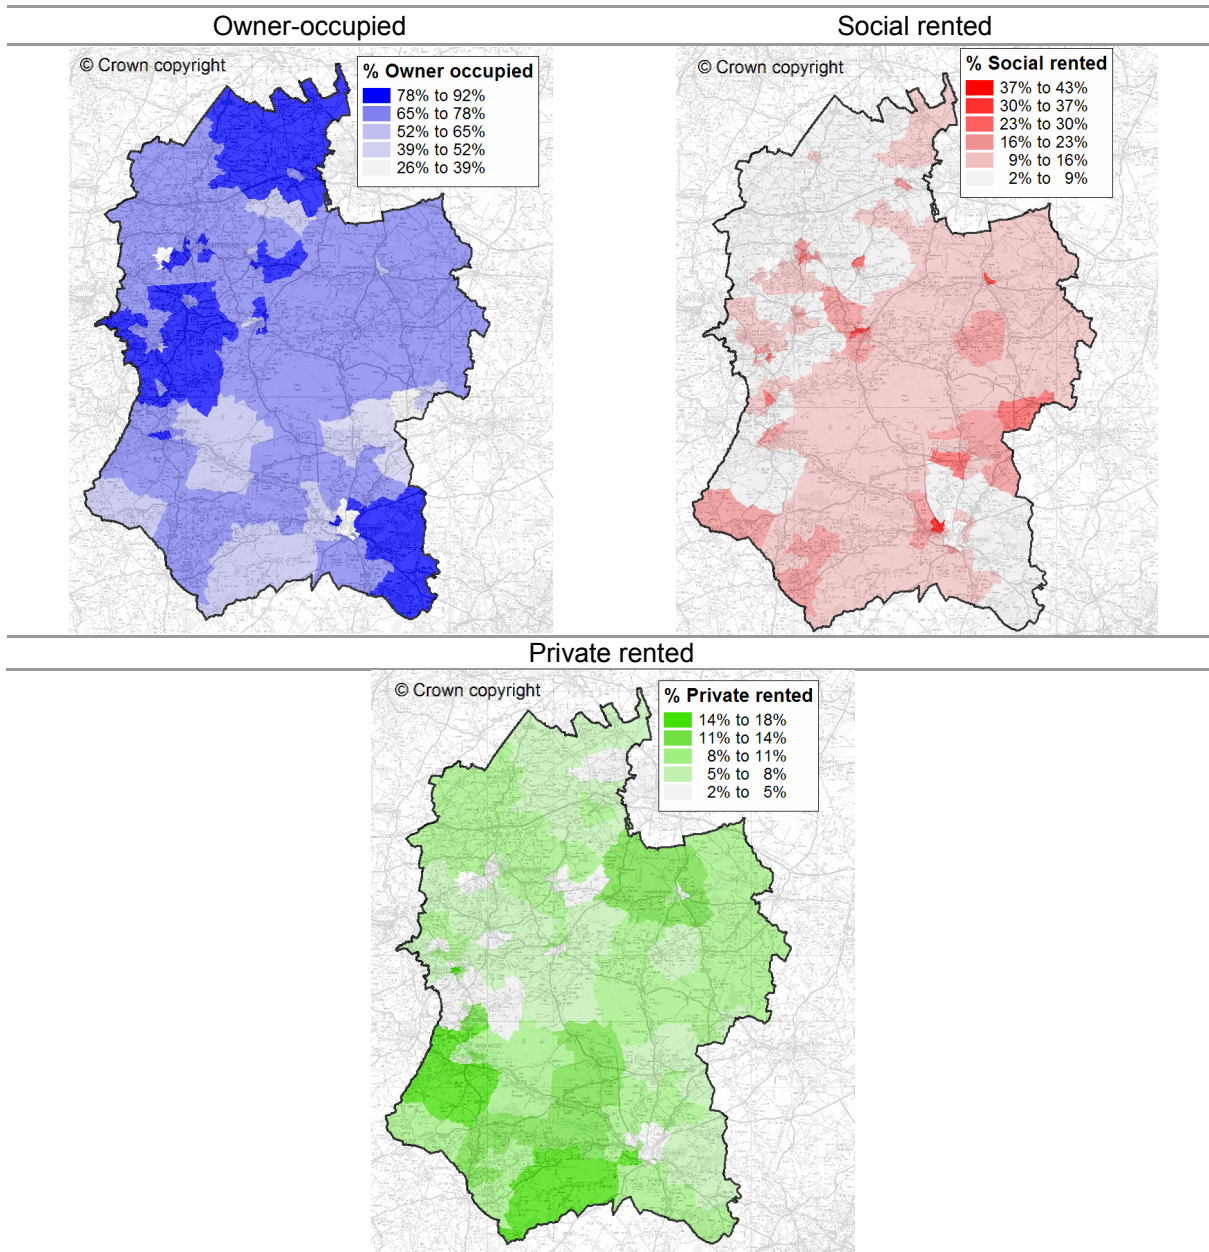 Owner-occupied
Social rented
© Crown copyright
% Owner occupied
78% to 92%
65% to 78%
52% to 65%
39% to 52%
26% to 39%
© Crown copyright
% Social rented
37% to 43%
30% to 37%
23% to 30%
16% to 23%
9% to 16%
2% to 9%
Private rented
© Crown copyright
% Private rented
14% to 18%
11% to 14%
8% to 11%
5% to 8%
2% to 5%